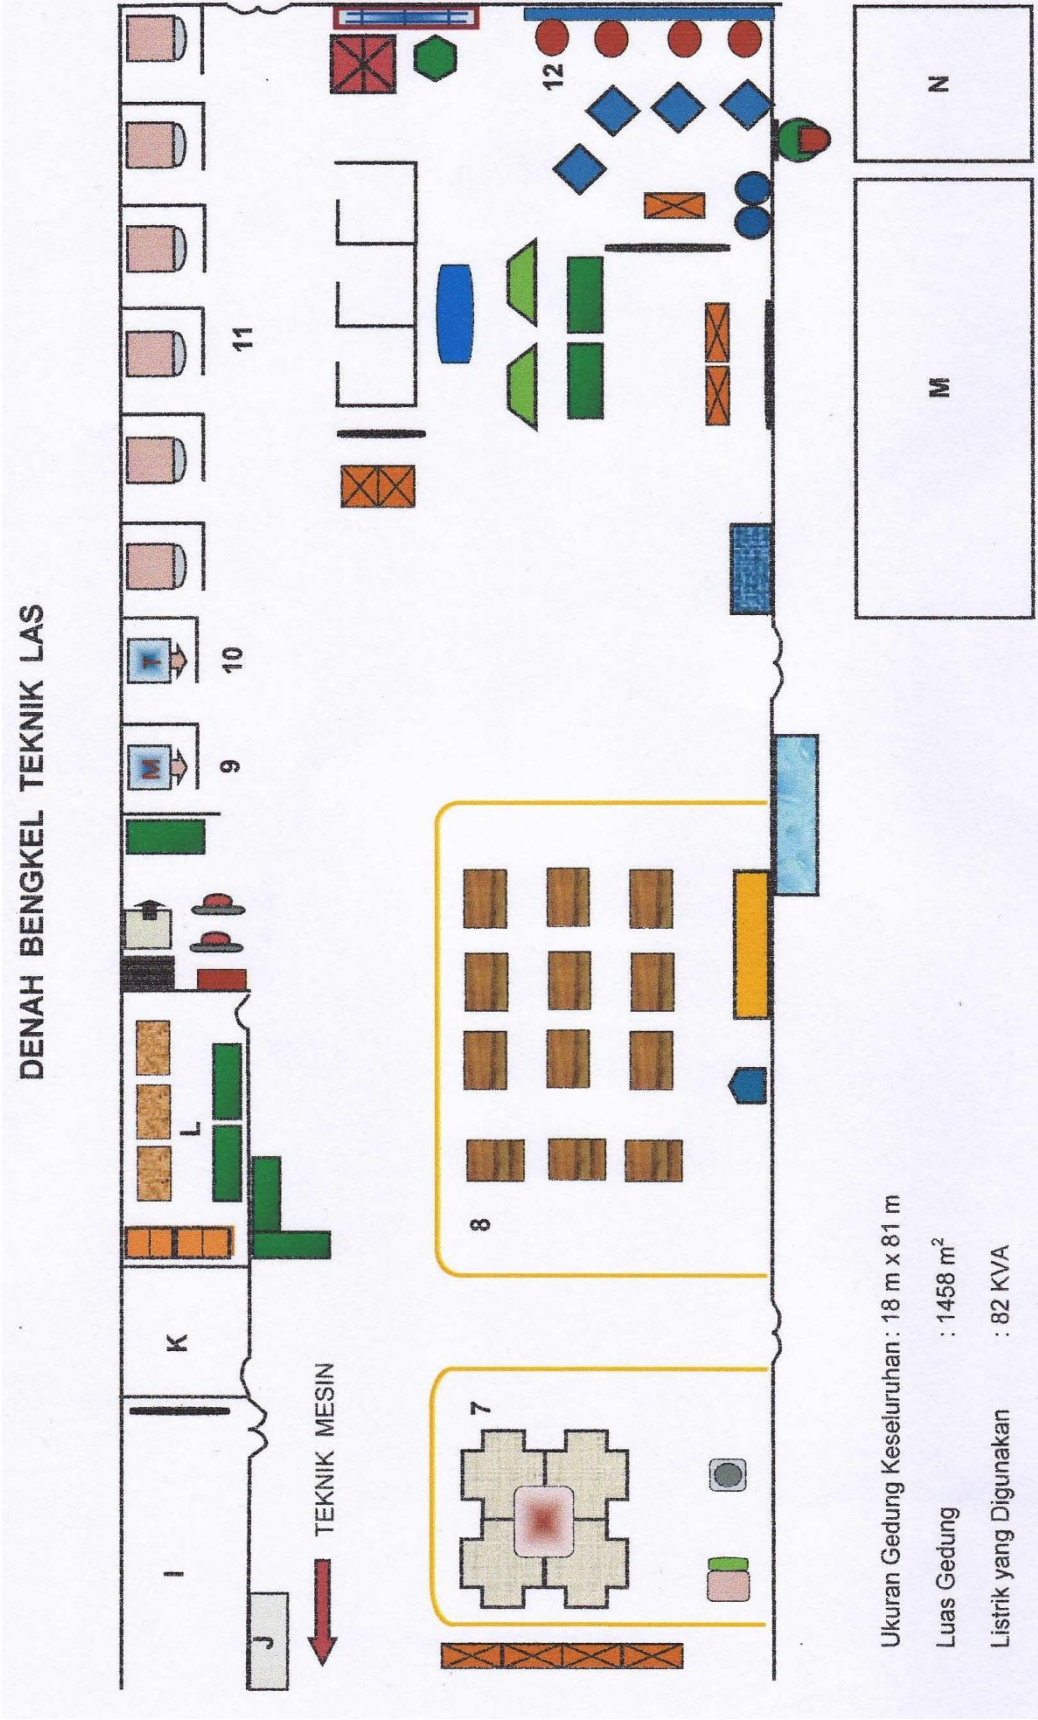 DENAH BENGKEL TEKNIK LAS
T
M
9
10
11
12
L
K
I
J
TEKNIK MESIN
8
7
M
N
Ukuran Gedung Keseluruhan : 18 m x 81 m
Luas Gedung : 1458 m²
Listrik yang Digunakan : 82 KVA